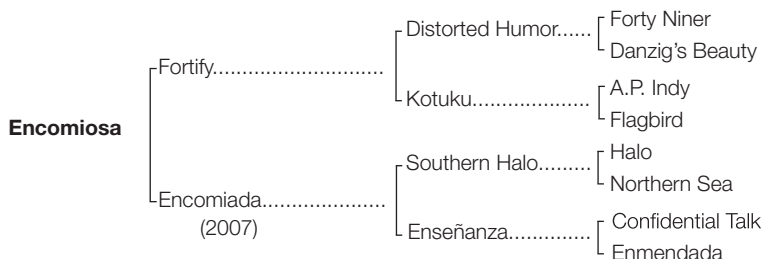 Forty Niner
Distorted Humor......
Danzig's Beauty
Fortify............................
A.P. Indy
Kotuku...................
Flagbird
Encomiosa
Halo
Southern Halo.........
Northern Sea
Encomiada....................
(2007)
Confidential Talk
Enseñanza..............
Enmendada